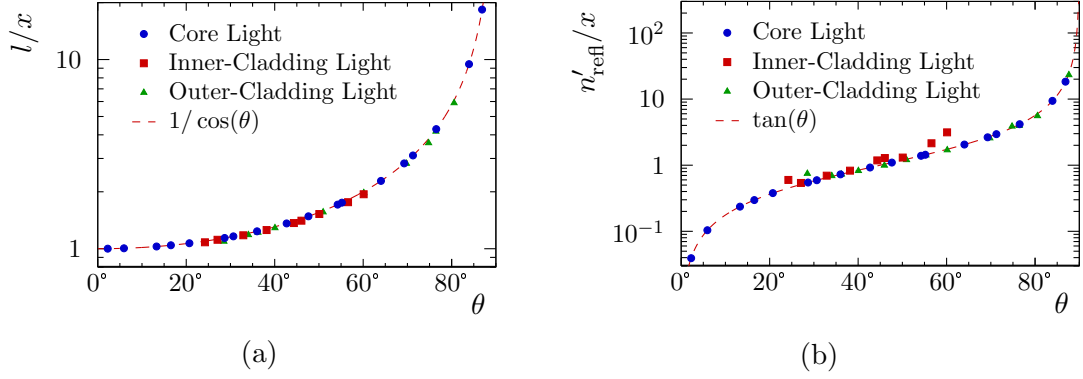 l/x
10
1
Core Light
Inner-Cladding Light
Outer-Cladding Light
1/ cos(θ)
0° 20° 40° 60° 80°
θ
(a)
n′refl/x
10²
10
1
10⁻¹
Core Light
Inner-Cladding Light
Outer-Cladding Light
tan(θ)
0° 20° 40° 60° 80°
θ
(b)